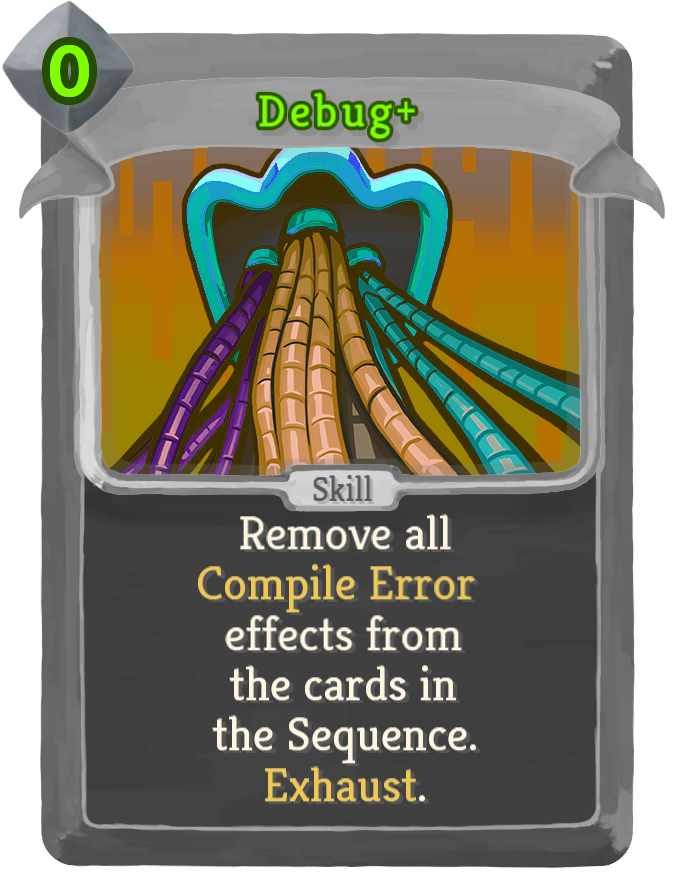 0
Debug+
Skill
Remove all
Compile Error
effects from
the cards in
the Sequence.
Exhaust.